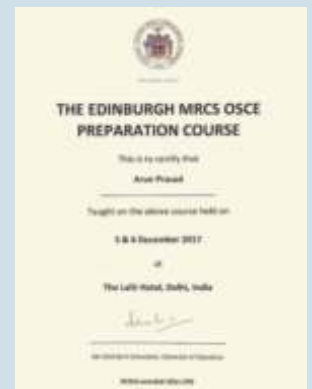 THE EDINBURGH MRCS OSCE
PREPARATION COURSE
This is to certify that
Arun Prasad
Taught on the above course held on
5 & 6 December 2017
at
The Lalit Hotel, Delhi, India